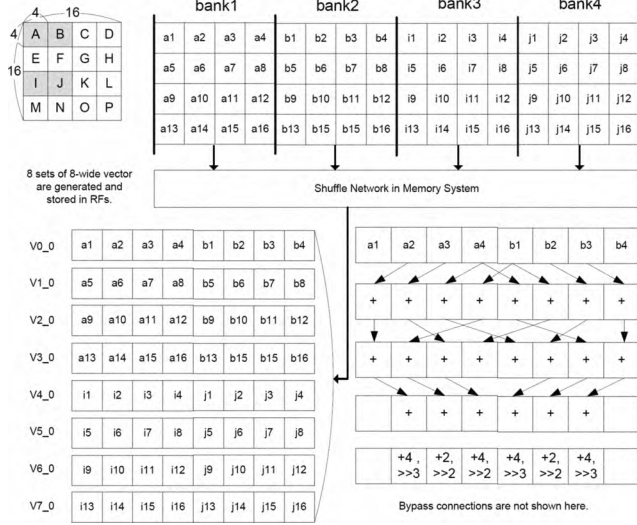 bank1 bank2 bank3 bank4
4 16
4 A B C D
E F G H
16 I J K L
M N O P
a1 a2 a3 a4 b1 b2 b3 b4 i1 i2 i3 i4 j1 j2 j3 j4
a5 a6 a7 a8 b5 b6 b7 b8 i5 i6 i7 i8 j5 j6 j7 j8
a9 a10 a11 a12 b9 b10 b11 b12 i9 i10 i11 i12 j9 j10 j11 j12
a13 a14 a15 a16 b13 b15 b15 b16 i13 i14 i15 i16 j13 j14 j15 j16
8 sets of 8-wide vector
are generated and
stored in RFs.
Shuffle Network in Memory System
V0_0 a1 a2 a3 a4 b1 b2 b3 b4
V1_0 a5 a6 a7 a8 b5 b6 b7 b8
V2_0 a9 a10 a11 a12 b9 b10 b11 b12
V3_0 a13 a14 a15 a16 b13 b15 b15 b16
V4_0 i1 i2 i3 i4 j1 j2 j3 j4
V5_0 i5 i6 i7 i8 j5 j6 j7 j8
V6_0 i9 i10 i11 i12 j9 j10 j11 j12
V7_0 i13 i14 i15 i16 j13 j14 j15 j16
a1 a2 a3 a4 b1 b2 b3 b4
+ + + + + + + +
+ + + + + + + +
+ + + + + +
+4 , +2, +4, +4, +2, +4,
>>3 >>2 >>2 >>3 >>2 >>3
Bypass connections are not shown here.